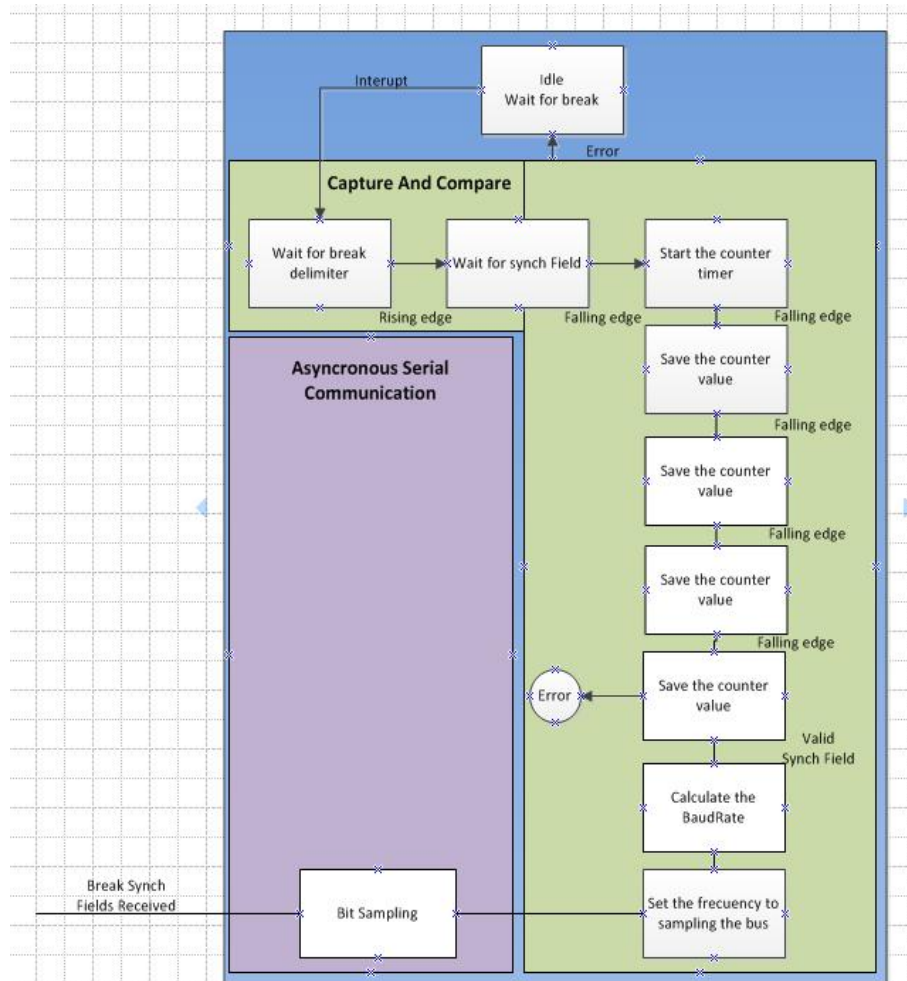 Idle
Wait for break
Interupt
Error
Capture And Compare
Wait for break
delimiter
Wait for synch Field
Start the counter
timer
Rising edge
Falling edge
Falling edge
Save the counter
value
Asyncronous Serial
Communication
Falling edge
Save the counter
value
Falling edge
Save the counter
value
Falling edge
Save the counter
value
Error
Valid
Synch Field
Calculate the
BaudRate
Break Synch
Fields Received
Bit Sampling
Set the frecuency to
sampling the bus